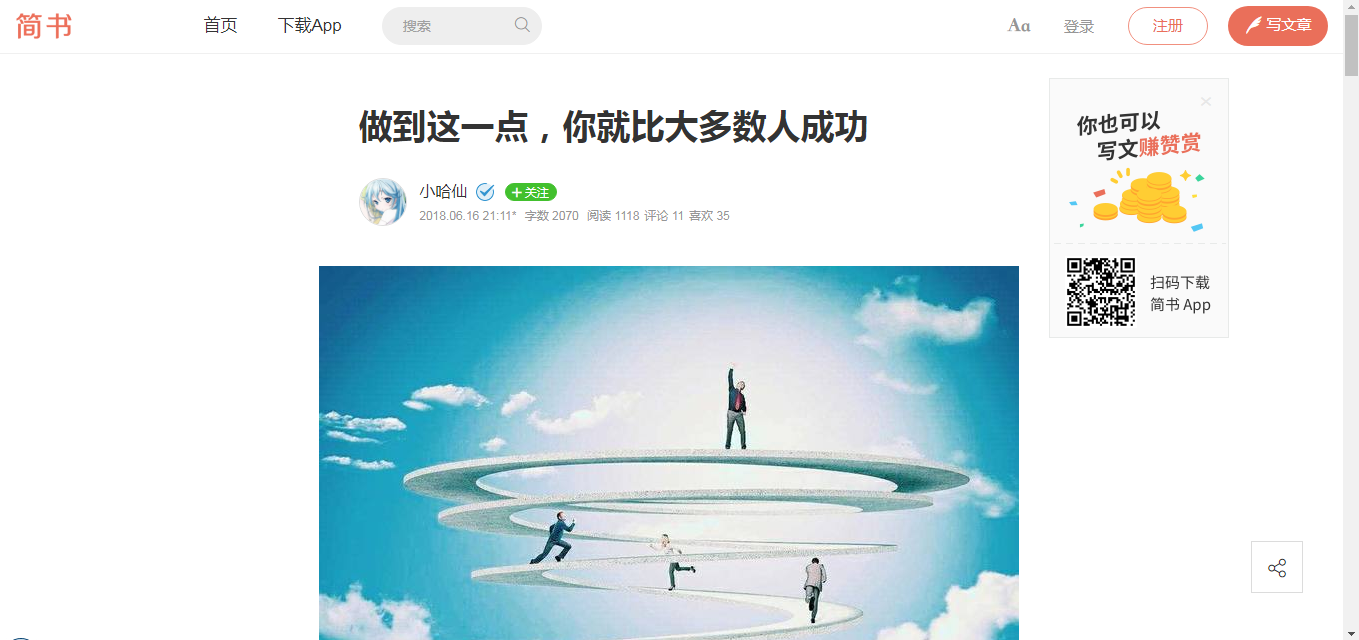 简书
首页
下载App
搜索
Aa
登录
注册
写文章
做到这一点，你就比大多数人成功
小哈仙
+关注
2018.06.16 21:11* 字数 2070 阅读 1118 评论 11 喜欢 35
你也可以
写文赚赞赏
扫码下载
简书 App